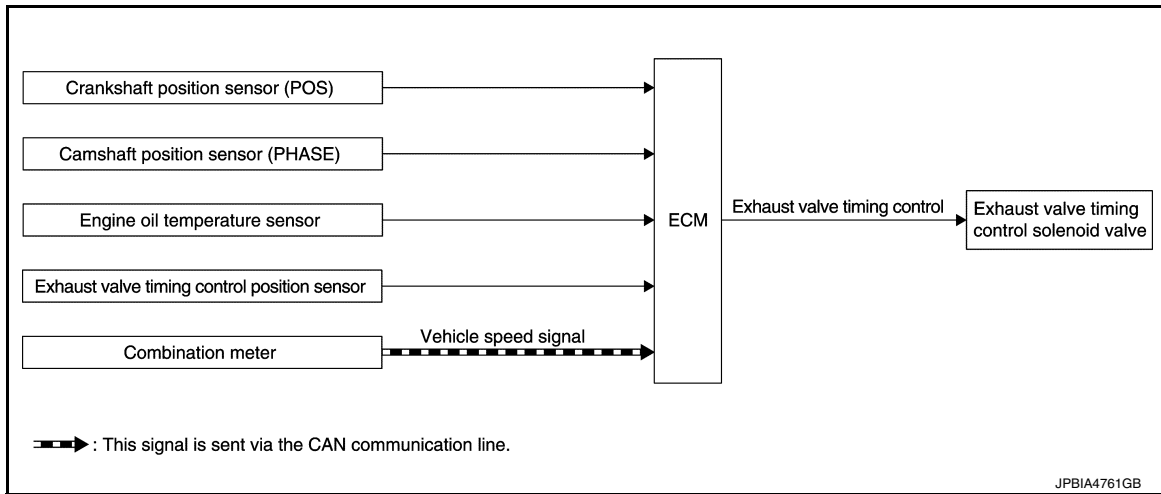 Crankshaft position sensor (POS)
Camshaft position sensor (PHASE)
Engine oil temperature sensor
Exhaust valve timing control position sensor
Combination meter
Vehicle speed signal
ECM
Exhaust valve timing control
Exhaust valve timing
control solenoid valve
: This signal is sent via the CAN communication line.
JPBIA4761GB